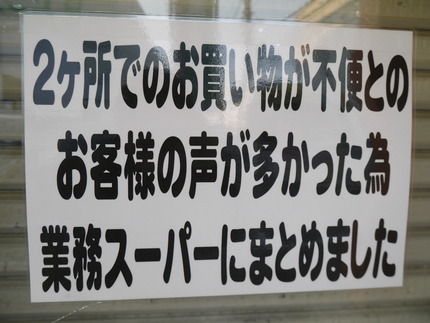 2ヶ所でのお買い物が不便との
お客様の声が多かった為
業務スーパーにまとめました